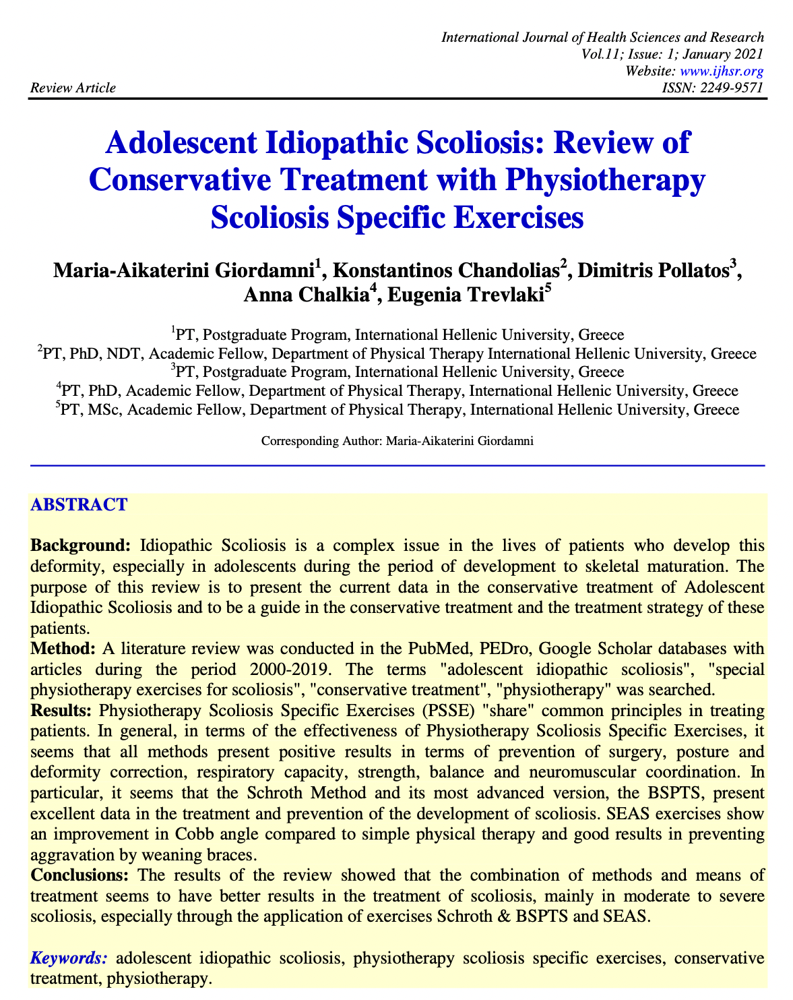 International Journal of Health Sciences and Research
Vol.11; Issue: 1; January 2021
Website: www.ijhsr.org
Review Article ISSN: 2249-9571
Adolescent Idiopathic Scoliosis: Review of
Conservative Treatment with Physiotherapy
Scoliosis Specific Exercises
Maria-Aikaterini Giordamni1, Konstantinos Chandolias2, Dimitris Pollatos3,
Anna Chalkia4, Eugenia Trevlaki5
1PT, Postgraduate Program, International Hellenic University, Greece
2PT, PhD, NDT, Academic Fellow, Department of Physical Therapy International Hellenic University, Greece
3PT, Postgraduate Program, International Hellenic University, Greece
4PT, PhD, Academic Fellow, Department of Physical Therapy, International Hellenic University, Greece
5PT, MSc, Academic Fellow, Department of Physical Therapy, International Hellenic University, Greece
Corresponding Author: Maria-Aikaterini Giordamni
ABSTRACT
Background: Idiopathic Scoliosis is a complex issue in the lives of patients who develop this
deformity, especially in adolescents during the period of development to skeletal maturation. The
purpose of this review is to present the current data in the conservative treatment of Adolescent
Idiopathic Scoliosis and to be a guide in the conservative treatment and the treatment strategy of these
patients.
Method: A literature review was conducted in the PubMed, PEDro, Google Scholar databases with
articles during the period 2000-2019. The terms "adolescent idiopathic scoliosis", "special
physiotherapy exercises for scoliosis", "conservative treatment", "physiotherapy" was searched.
Results: Physiotherapy Scoliosis Specific Exercises (PSSE) "share" common principles in treating
patients. In general, in terms of the effectiveness of Physiotherapy Scoliosis Specific Exercises, it
seems that all methods present positive results in terms of prevention of surgery, posture and
deformity correction, respiratory capacity, strength, balance and neuromuscular coordination. In
particular, it seems that the Schroth Method and its most advanced version, the BSPTS, present
excellent data in the treatment and prevention of the development of scoliosis. SEAS exercises show
an improvement in Cobb angle compared to simple physical therapy and good results in preventing
aggravation by weaning braces.
Conclusions: The results of the review showed that the combination of methods and means of
treatment seems to have better results in the treatment of scoliosis, mainly in moderate to severe
scoliosis, especially through the application of exercises Schroth & BSPTS and SEAS.
Keywords: adolescent idiopathic scoliosis, physiotherapy scoliosis specific exercises, conservative
treatment, physiotherapy.